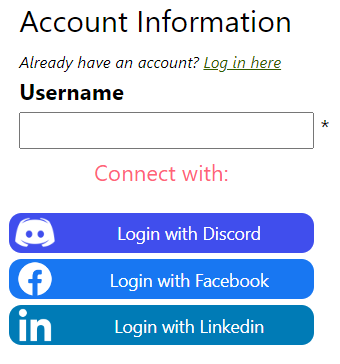 Account Information
Already have an account? Log in here
Username
*
Connect with:
Login with Discord
Login with Facebook
in Login with Linkedin